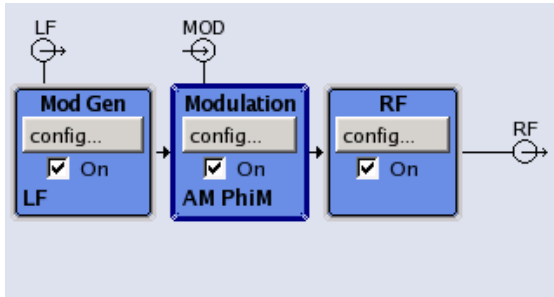 LF
MOD
Mod Gen
config...
On
LF
Modulation
config...
On
AM PhiM
RF
config...
On
RF